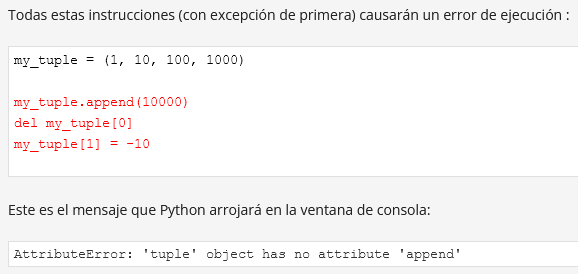 Todas estas instrucciones (con excepción de primera) causarán un error de ejecución :
my_tuple = (1, 10, 100, 1000)
my_tuple.append(10000)
del my_tuple[0]
my_tuple[1] = -10
Este es el mensaje que Python arrojará en la ventana de consola:
AttributeError: 'tuple' object has no attribute 'append'